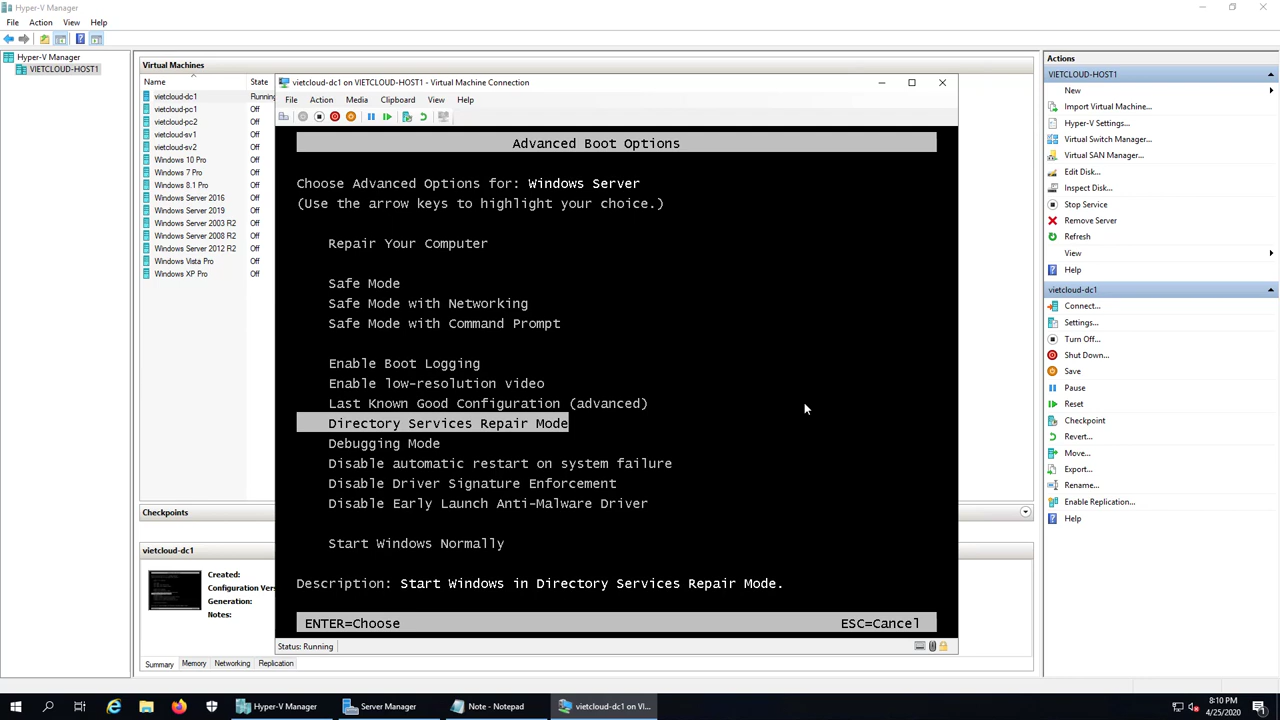 Hyper-V Manager
File Action View Help
Hyper-V Manager
VIETCLOUD-HOST1
Virtual Machines
Name State
vietcloud-dc1 Running
vietcloud-pc1 Off
vietcloud-pc2 Off
vietcloud-sv1 Off
vietcloud-sv2 Off
Windows 10 Pro Off
Windows 7 Pro Off
Windows 8.1 Pro Off
Windows Server 2016 Off
Windows Server 2019 Off
Windows Server 2003 R2 Off
Windows Server 2008 R2 Off
Windows Server 2012 R2 Off
Windows Vista Pro Off
Windows XP Pro Off
Checkpoints
vietcloud-dc1
Created:
Configuration Vers
Generation:
Notes:
Summary Memory Networking Replication
vietcloud-dc1 on VIETCLOUD-HOST1 - Virtual Machine Connection
File Action Media Clipboard View Help
Advanced Boot Options
Choose Advanced Options for: Windows Server
(Use the arrow keys to highlight your choice.)
Repair Your Computer
Safe Mode
Safe Mode with Networking
Safe Mode with Command Prompt
Enable Boot Logging
Enable low-resolution video
Last Known Good Configuration (advanced)
Directory Services Repair Mode
Debugging Mode
Disable automatic restart on system failure
Disable Driver Signature Enforcement
Disable Early Launch Anti-Malware Driver
Start Windows Normally
Description: Start Windows in Directory Services Repair Mode.
ENTER=Choose ESC=Cancel
Status: Running
Actions
VIETCLOUD-HOST1
New
Import Virtual Machine...
Hyper-V Settings...
Virtual Switch Manager...
Virtual SAN Manager...
Edit Disk...
Inspect Disk...
Stop Service
Remove Server
Refresh
View
Help
vietcloud-dc1
Connect...
Settings...
Turn Off...
Shut Down...
Save
Pause
Reset
Checkpoint
Revert...
Move...
Export...
Rename...
Enable Replication...
Help
Hyper-V Manager Server Manager Note - Notepad vietcloud-dc1 on VI...
8:10 PM
4/25/2020